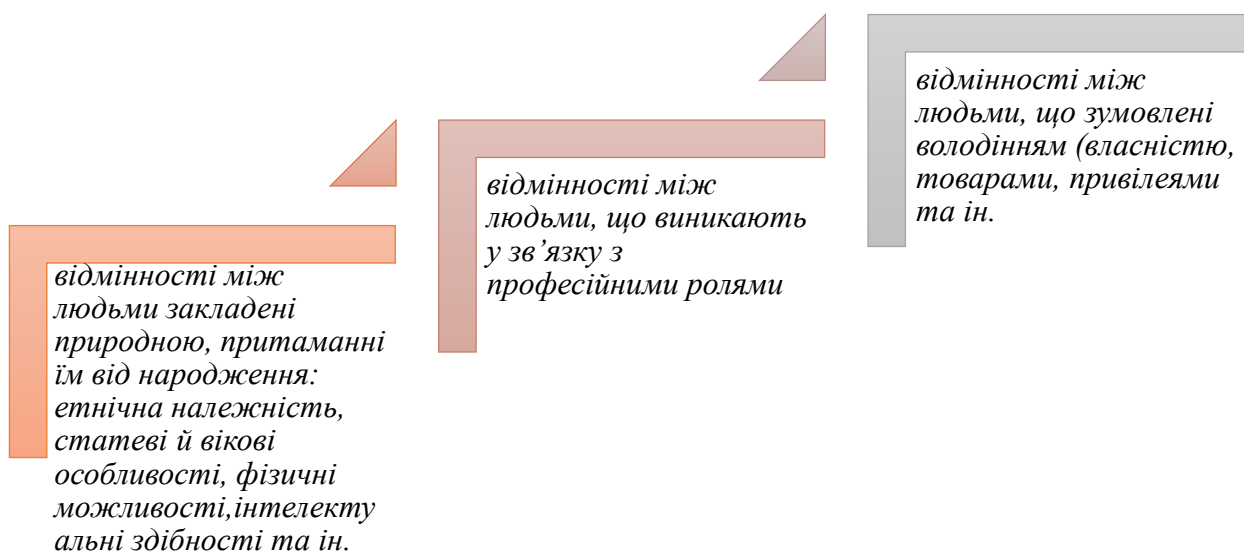 відмінності між
людьми закладені
природною, притаманні
їм від народження:
етнічна належність,
статеві й вікові
особливості, фізичні
можливості,інтелекту
альні здібності та ін.
відмінності між
людьми, що виникають
у зв’язку з
професійними ролями
відмінності між
людьми, що зумовлені
володінням (власністю,
товарами, привілеями
та ін.